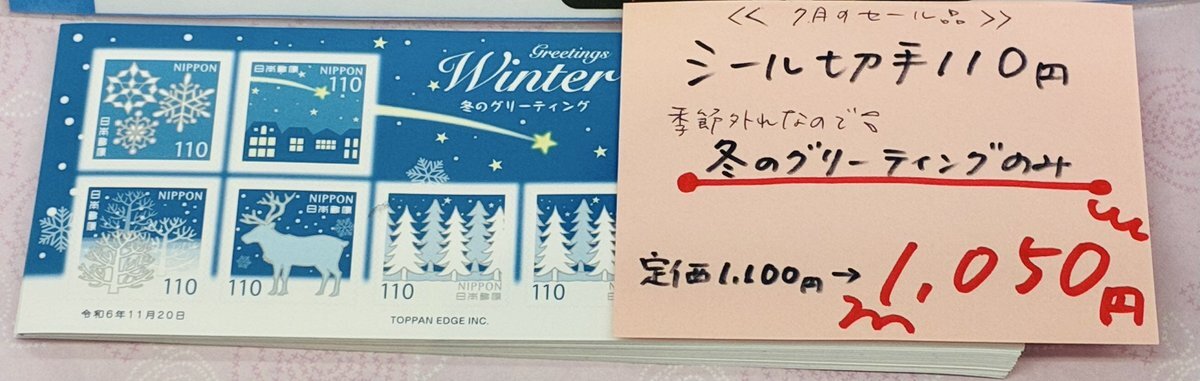 Greetings
Winter
冬のグリーティング
NIPPON
日本郵便
110
日本郵便 NIPPON
110
NIPPON
日本郵便
110
NIPPON
日本郵便
110
110
NIPPON
日本郵便
110
NIPPON
日本郵便
令和6年11月20日
TOPPAN EDGE INC.
<< 7月のセール品 >>
シール切手110円
季節外れなので
冬のグリーティングのみ
定価1.100円→1.050円